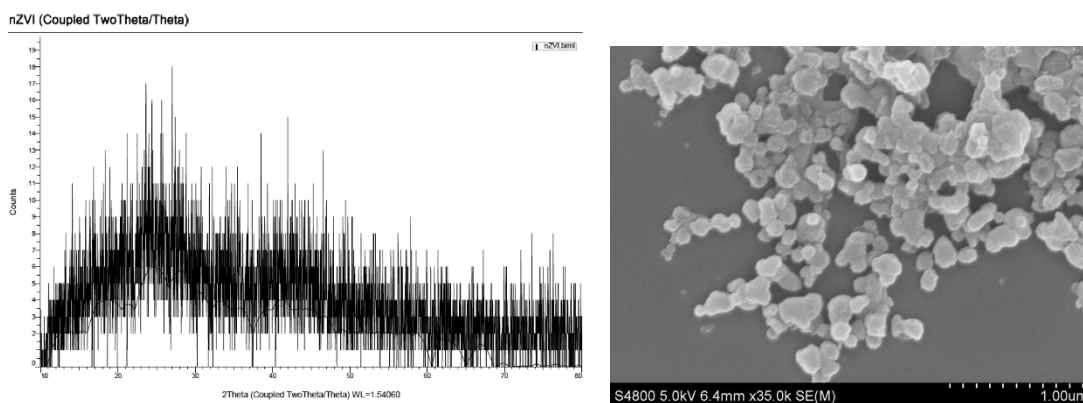 nZVI (Coupled TwoTheta/Theta)
nZVI.brml
Counts
19
18
17
16
15
14
13
12
11
10
9
8
7
6
5
4
3
2
1
0
10 20 30 40 50 60 70 80
2Theta (Coupled TwoTheta/Theta) WL=1.54060
S4800 5.0kV 6.4mm x35.0k SE(M)
1.00um